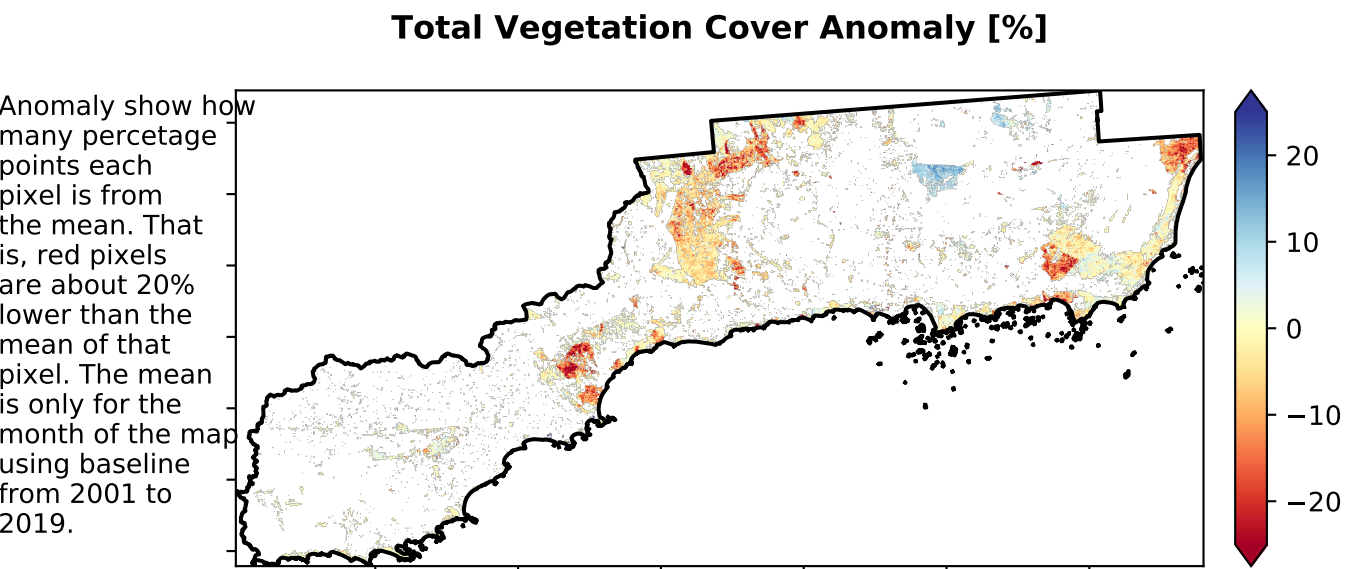 Total Vegetation Cover Anomaly [%]
Anomaly show how
many percetage
points each
pixel is from
the mean. That
is, red pixels
are about 20%
lower than the
mean of that
pixel. The mean
is only for the
month of the map
using baseline
from 2001 to
2019.
20
10
0
−10
−20